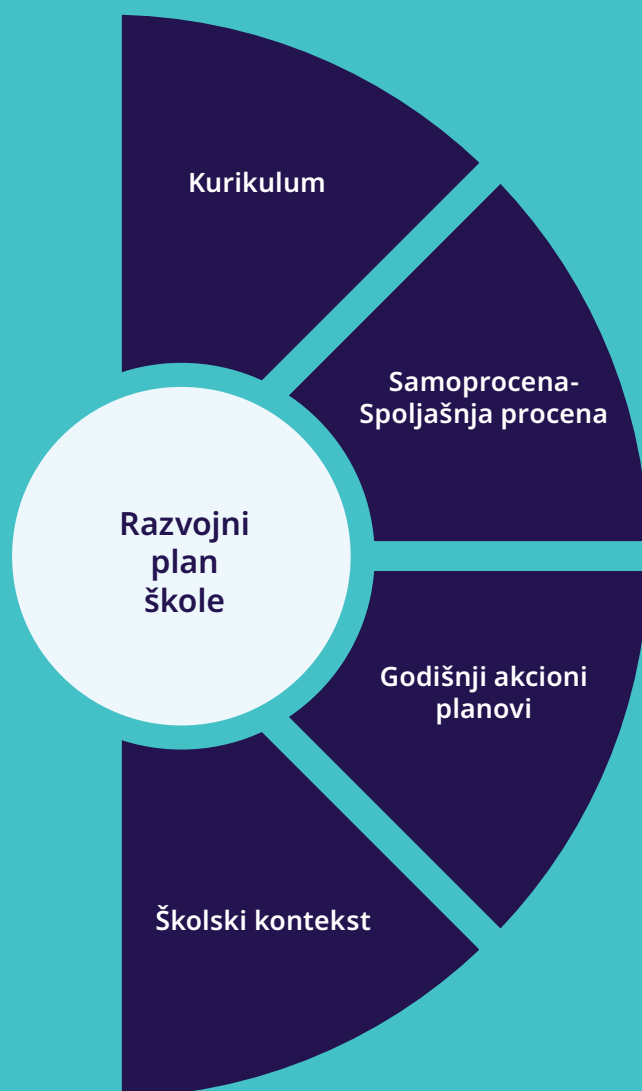 Kurikulum
Samoprocena-
Spoljašnja procena
Razvojni
plan
škole
Godišnji akcioni
planovi
Školski kontekst